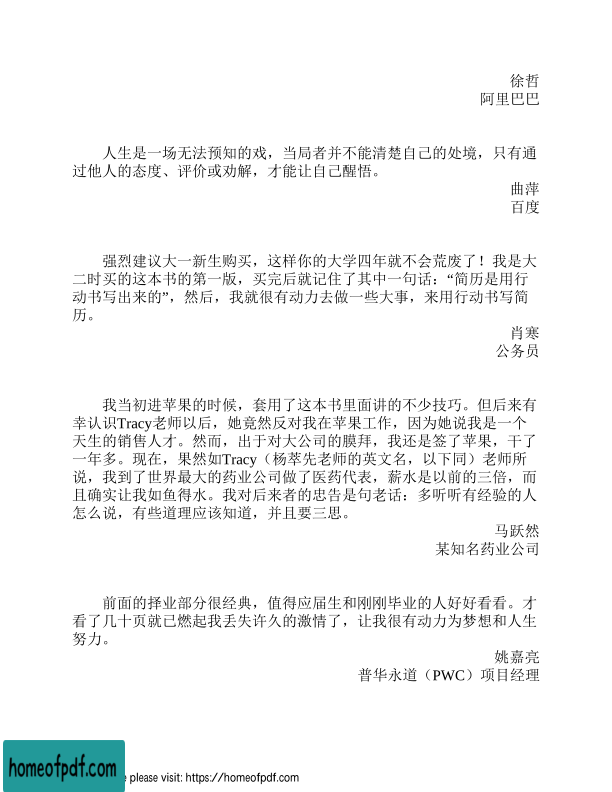 徐哲
阿里巴巴
人生是一场无法预知的戏，当局者并不能清楚自己的处境，只有通
过他人的态度、评价或劝解，才能让自己醒悟。
曲萍
百度
强烈建议大一新生购买，这样你的大学四年就不会荒废了！我是大
二时买的这本书的第一版，买完后就记住了其中一句话：“简历是用行
动书写出来的”，然后，我就很有动力去做一些大事，来用行动书写简
历。
肖寒
公务员
我当初进苹果的时候，套用了这本书里面讲的不少技巧。但后来有
幸认识Tracy老师以后，她竟然反对我在苹果工作，因为她说我是一个
天生的销售人才。然而，出于对大公司的膜拜，我还是签了苹果，干了
一年多。现在，果然如Tracy（杨萃先老师的英文名，以下同）老师所
说，我到了世界最大的药业公司做了医药代表，薪水是以前的三倍，而
且确实让我如鱼得水。我对后来者的忠告是句老话：多听听有经验的人
怎么说，有些道理应该知道，并且要三思。
马跃然
某知名药业公司
前面的择业部分很经典，值得应届生和刚刚毕业的人好好看看。才
看了几十页就已燃起我丢失许久的激情了，让我很有动力为梦想和人生
努力。
姚嘉亮
普华永道（PWC）项目经理
homeofpdf.com
e please visit: https://homeofpdf.com